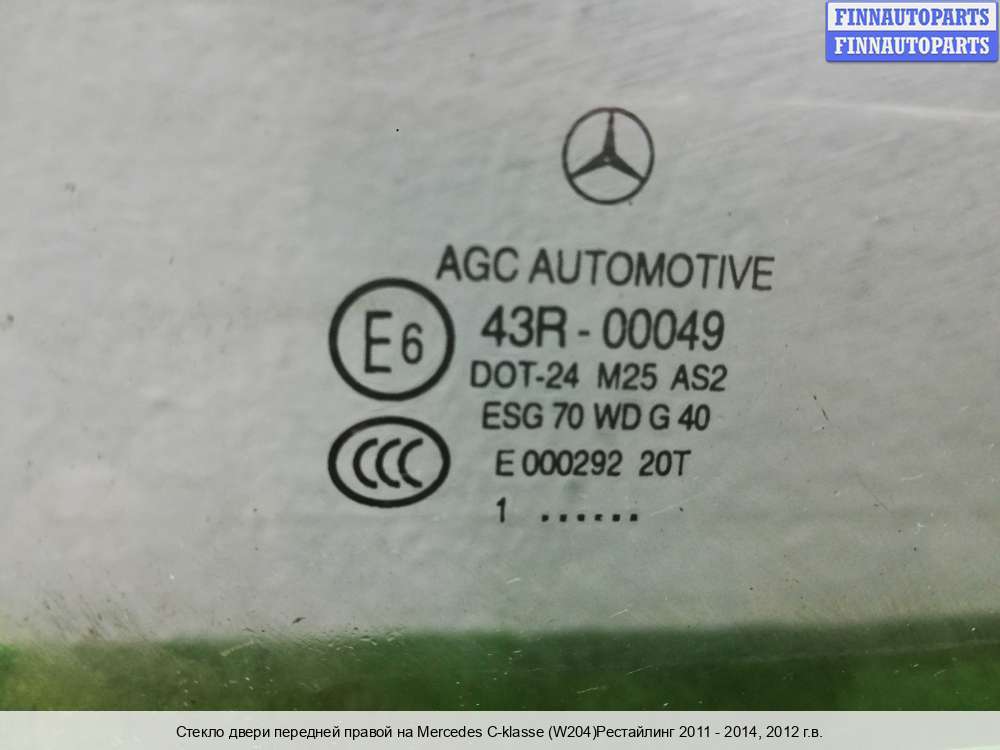 FINNAUTOPARTS
FINNAUTOPARTS
AGC AUTOMOTIVE
E6 43R - 00049
DOT-24 M25 AS2
ESG 70 WD G 40
CCC E 000292 20T
1 ......
Стекло двери передней правой на Mercedes C-klasse (W204)Рестайлинг 2011 - 2014, 2012 г.в.